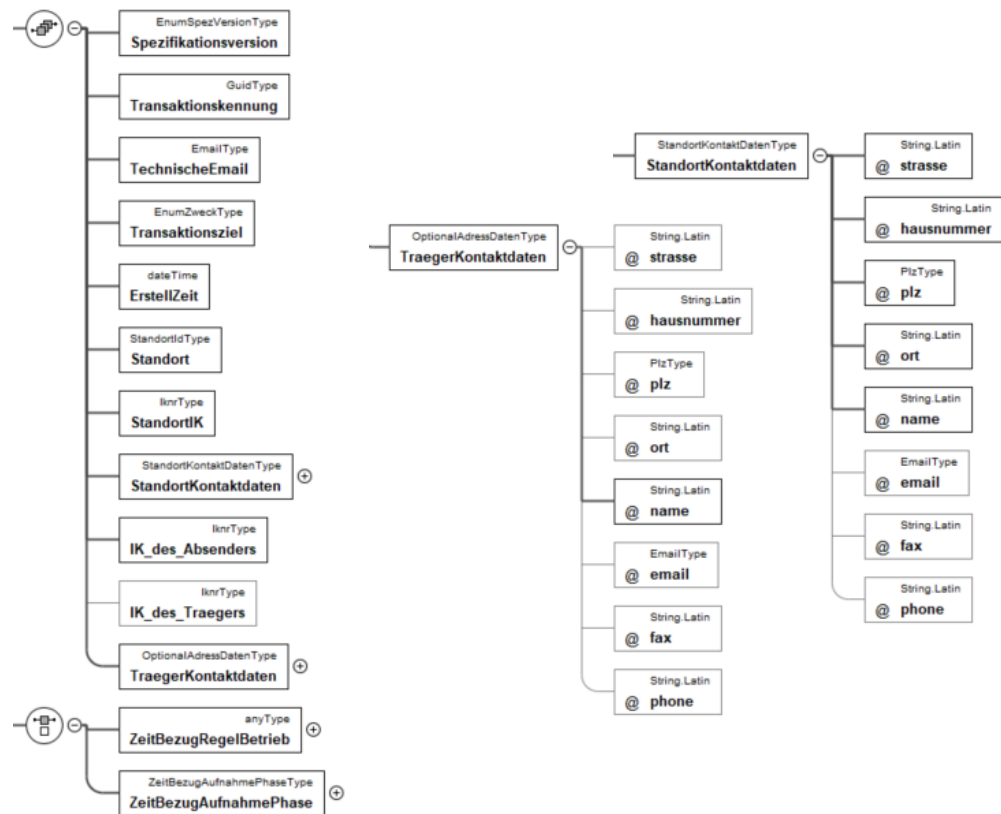 EnumSpezVersionType
Spezifikationsversion
GuidType
Transaktionskennung
EmailType
TechnischeEmail
EnumZweckType
Transaktionsziel
dateTime
ErstellZeit
StandortIdType
Standort
IknrType
StandortIK
StandortKontaktDatenType
StandortKontaktdaten
IknrType
IK_des_Absenders
IknrType
IK_des_Traegers
OptionalAdressDatenType
TraegerKontaktdaten
anyType
ZeitBezugRegelBetrieb
ZeitBezugAufnahmePhaseType
ZeitBezugAufnahmePhase
OptionalAdressDatenType
TraegerKontaktdaten
String.Latin
@ strasse
String.Latin
@ hausnummer
PlzType
@ plz
String.Latin
@ ort
String.Latin
@ name
EmailType
@ email
String.Latin
@ fax
String.Latin
@ phone
StandortKontaktDatenType
StandortKontaktdaten
String.Latin
@ strasse
String.Latin
@ hausnummer
PlzType
@ plz
String.Latin
@ ort
String.Latin
@ name
EmailType
@ email
String.Latin
@ fax
String.Latin
@ phone